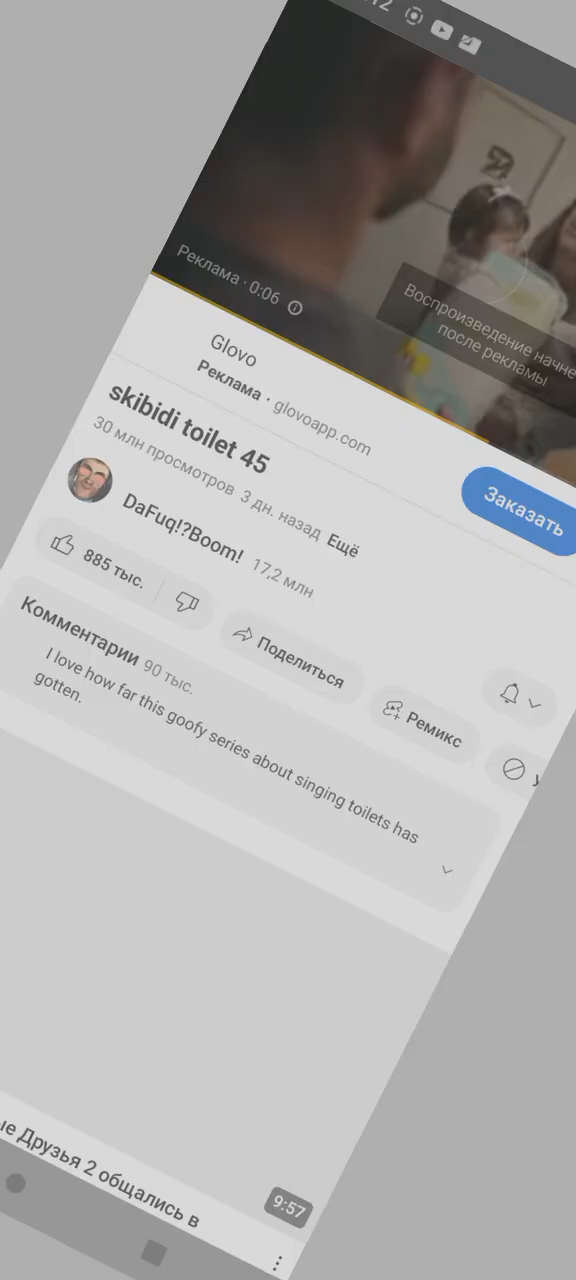 Реклама · 0:06
Воспроизведение
после рекламы
Glovo
Реклама · glovoapp.com
Заказать
skibidi toilet 45
30 млн просмотров 3 дн. назад Ещё
DaFuq!?Boom! 17,2 млн
885 тыс.
Поделиться
Ремикс
Комментарии 90 тыс.
I love how far this goofy series about singing toilets has
gotten.
9:57
Друзья 2 общались в